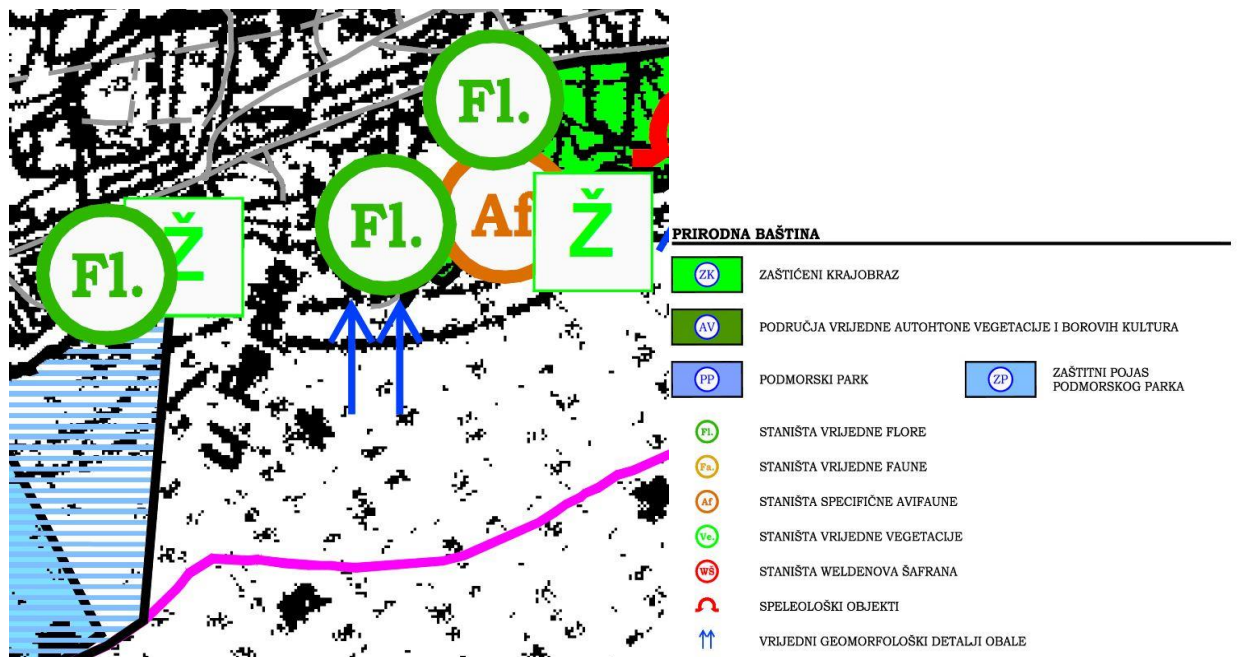 Fl.
Fl.
Af
Ž
Ž
Fl.
PRIRODNA BAŠTINA
ZK ZAŠTIĆENI KRAJOBRAZ
AV PODRUČJA VRIJEDNE AUTOHTONE VEGETACIJE I BOROVIH KULTURA
PP PODMORSKI PARK
ZP ZAŠTITNI POJAS
PODMORSKOG PARKA
Fl. STANIŠTA VRIJEDNE FLORE
Fa. STANIŠTA VRIJEDNE FAUNE
Af STANIŠTA SPECIFIČNE AVIFAUNE
Ve. STANIŠTA VRIJEDNE VEGETACIJE
WŠ STANIŠTA WELDENOVA ŠAFRANA
SPELEOLOŠKI OBJEKTI
VRIJEDNI GEOMORFOLOŠKI DETALJI OBALE